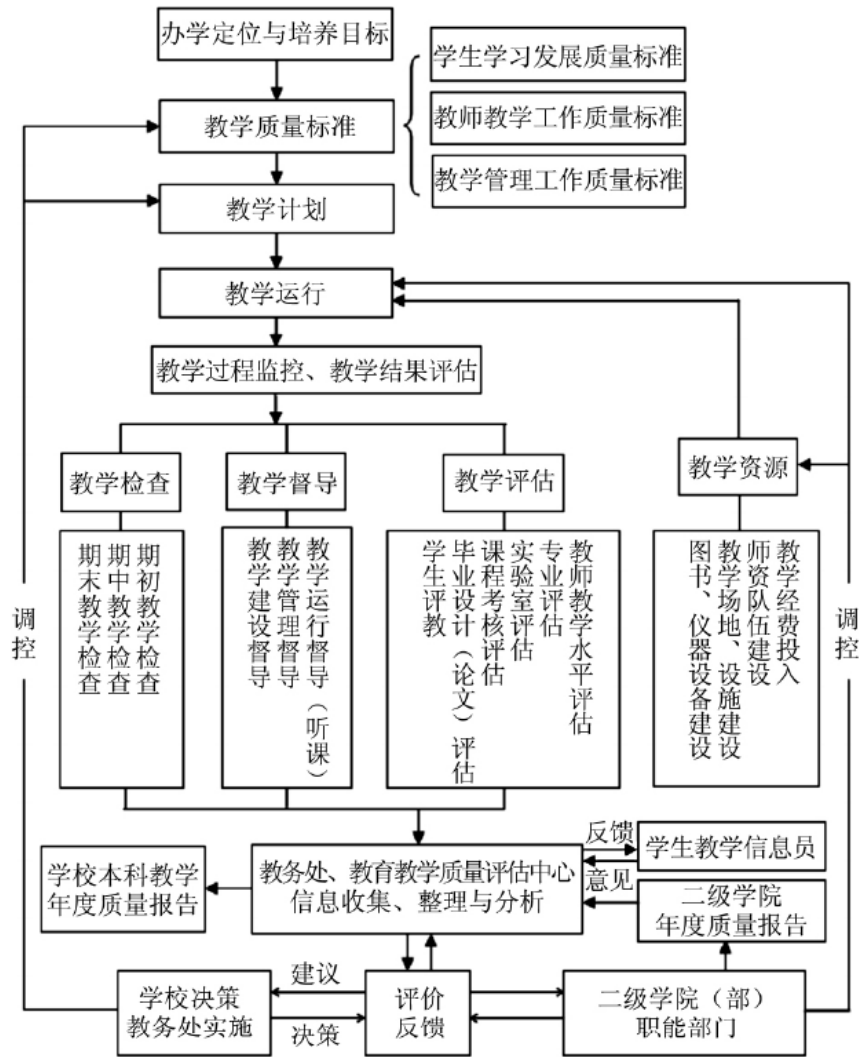 办学定位与培养目标
学生学习发展质量标准
教学质量标准
教师教学工作质量标准
教学管理工作质量标准
教学计划
教学运行
教学过程监控、教学结果评估
教学检查
教学督导
教学评估
教学资源
期初教学检查
期中教学检查
期末教学检查
教学运行督导（听课）
教学管理督导
教学建设督导
教师教学水平评估
专业评估
实验室评估
课程考核评估
毕业设计（论文）评估
学生评教
教学经费投入
师资队伍建设
教学场地、设施建设
图书、仪器设备建设
调控
调控
学校本科教学
年度质量报告
教务处、教育教学质量评估中心
信息收集、整理与分析
反馈
意见
学生教学信息员
二级学院
年度质量报告
学校决策
教务处实施
建议
决策
评价
反馈
二级学院（部）
职能部门